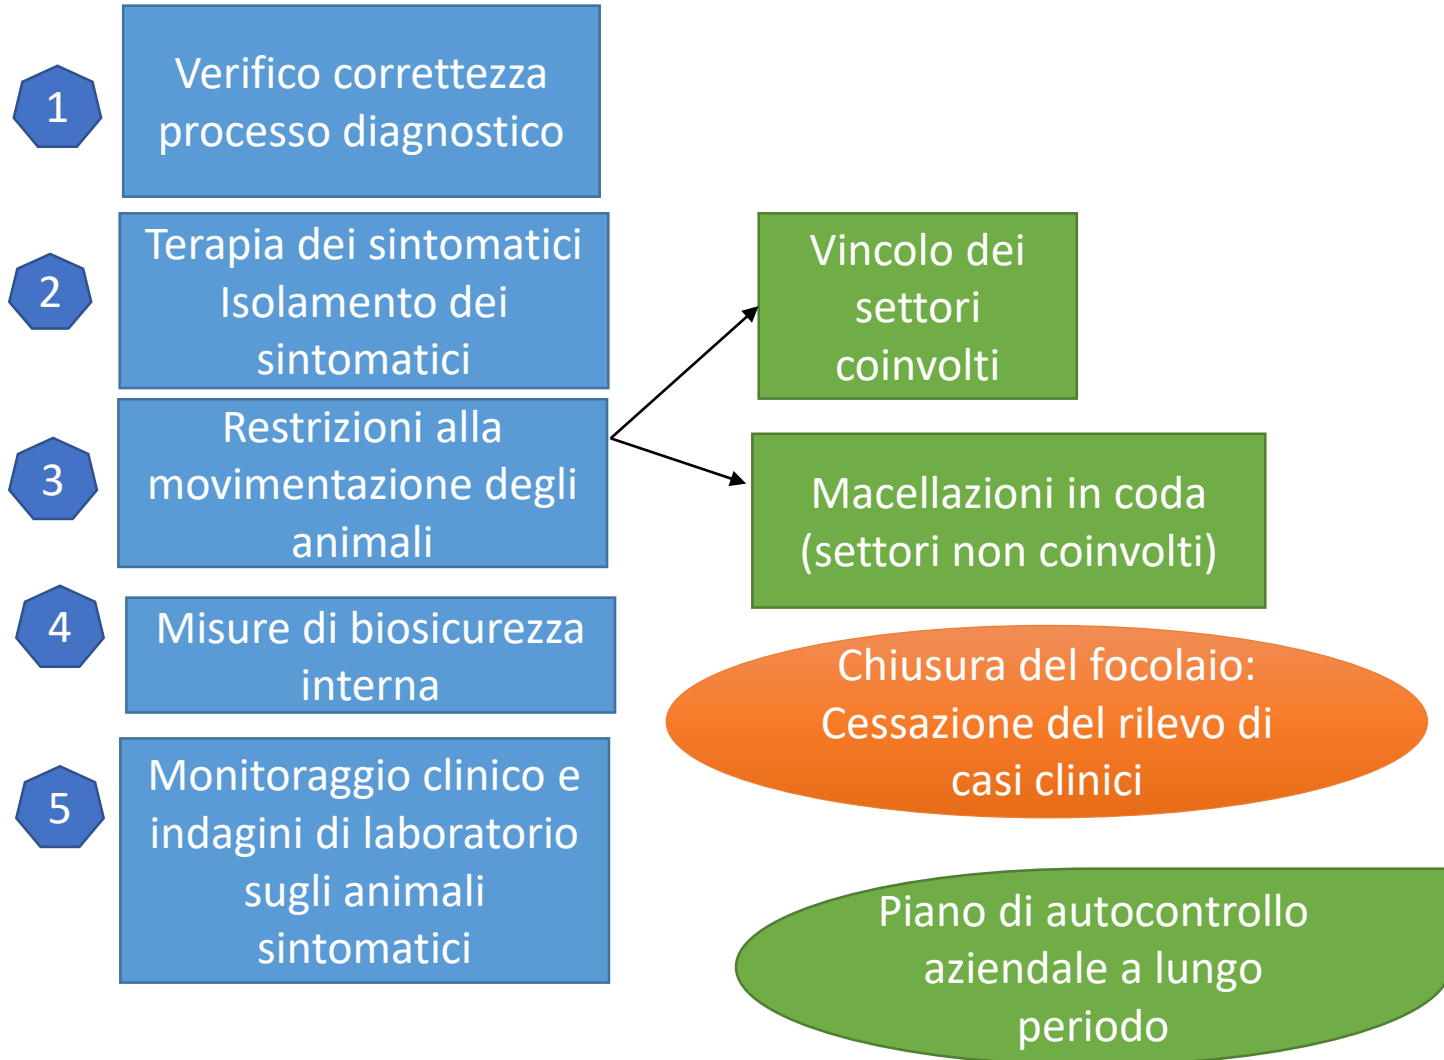 1
Verifico correttezza
processo diagnostico
2
Terapia dei sintomatici
Isolamento dei
sintomatici
3
Restrizioni alla
movimentazione degli
animali
Vincolo dei
settori
coinvolti
Macellazioni in coda
(settori non coinvolti)
4
Misure di biosicurezza
interna
5
Monitoraggio clinico e
indagini di laboratorio
sugli animali
sintomatici
Chiusura del focolaio:
Cessazione del rilevo di
casi clinici
Piano di autocontrollo
aziendale a lungo
periodo